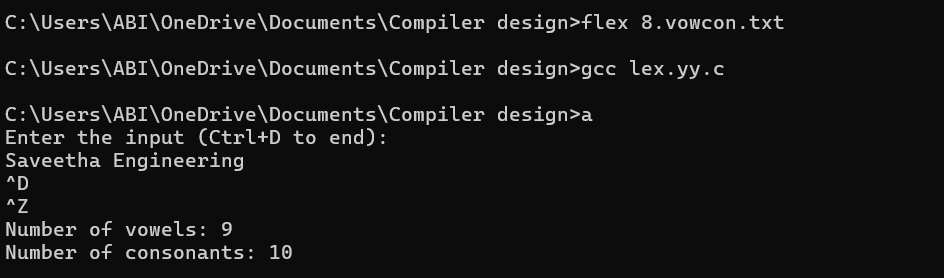 C:\Users\ABI\OneDrive\Documents\Compiler design>flex 8.vowcon.txt
C:\Users\ABI\OneDrive\Documents\Compiler design>gcc lex.yy.c
C:\Users\ABI\OneDrive\Documents\Compiler design>a
Enter the input (Ctrl+D to end):
Saveetha Engineering
^D
^Z
Number of vowels: 9
Number of consonants: 10